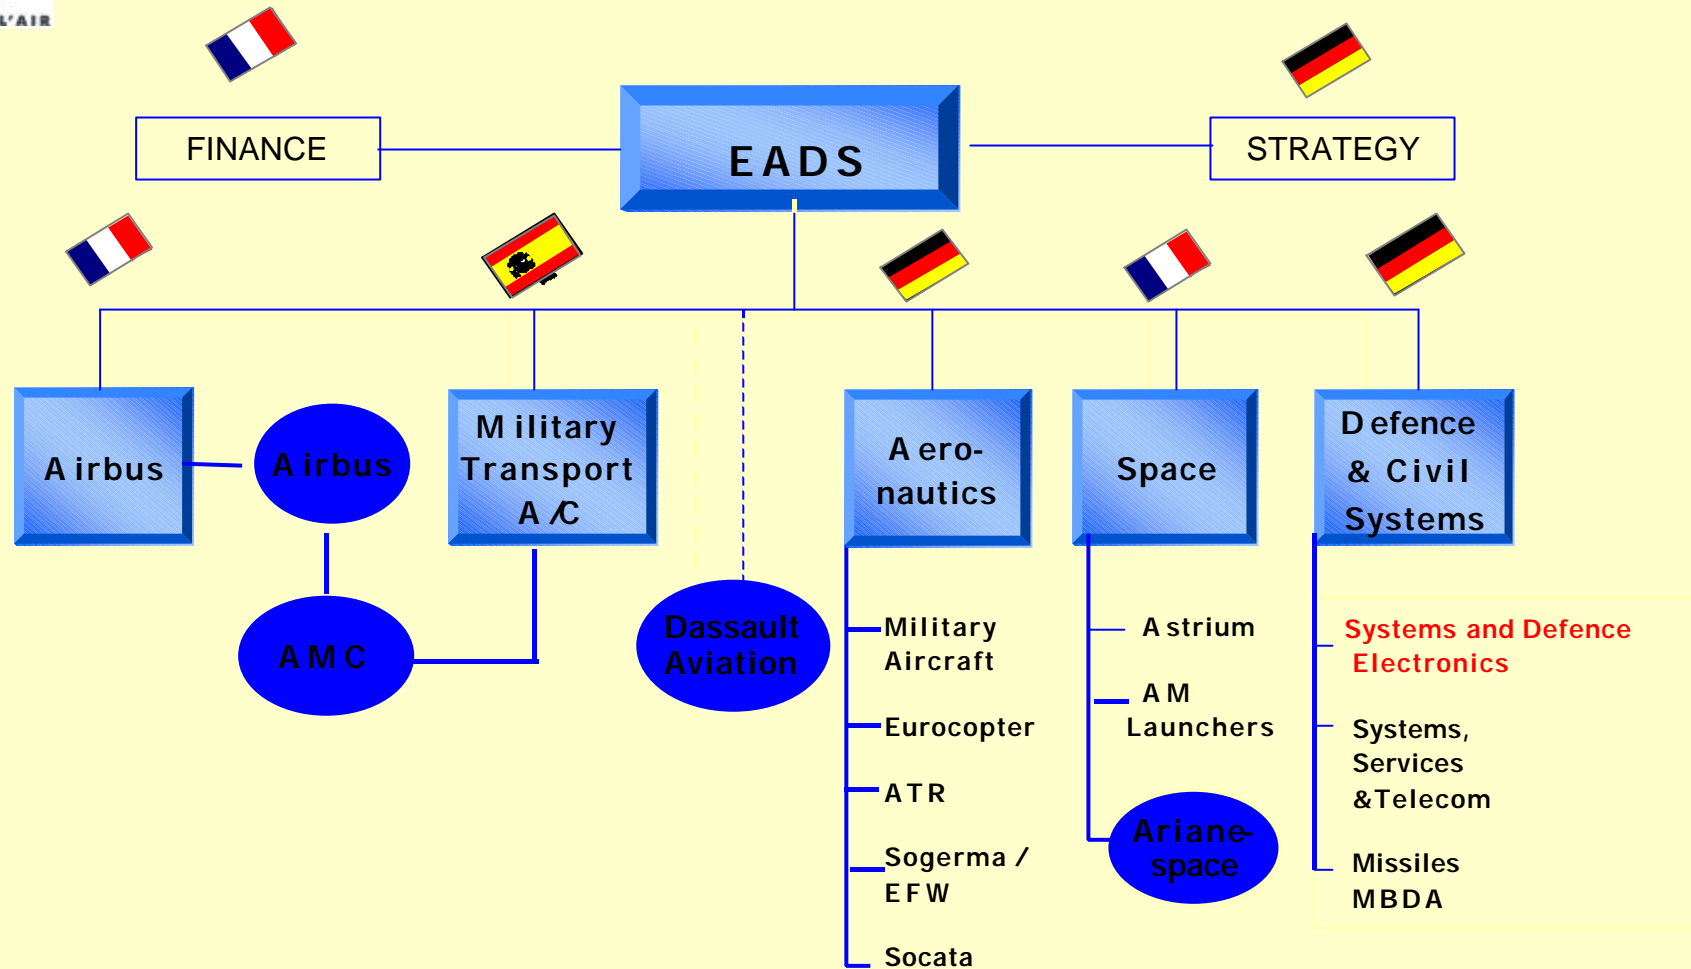 L'AIR
FINANCE
EADS
STRATEGY
Airbus
Airbus
Military
Transport
A/C
Aero-
nautics
Space
Defence
& Civil
Systems
AMC
Dassault
Aviation
Military
Aircraft
Eurocopter
ATR
Sogerma /
EFW
Socata
Astrium
AM
Launchers
Ariane-
space
Systems and Defence
Electronics
Systems,
Services
&Telecom
Missiles
MBDA